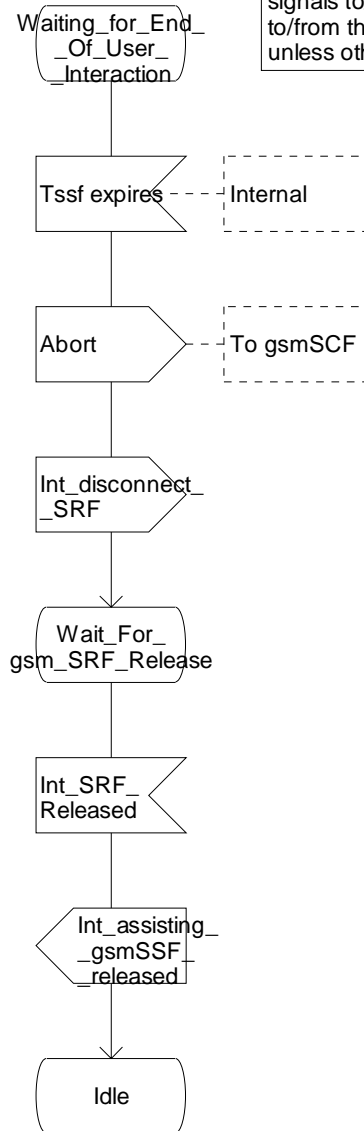 signals to
to/from th
unless oth
Waiting_for_End_
_Of_User_
_Interaction
Tssf expires
Internal
Abort
To gsmSCF
Int_disconnect_
_SRF
Wait_For_
gsm_SRF_Release
Int_SRF_
Released
Int_assisting_
_gsmSSF_
_released
Idle